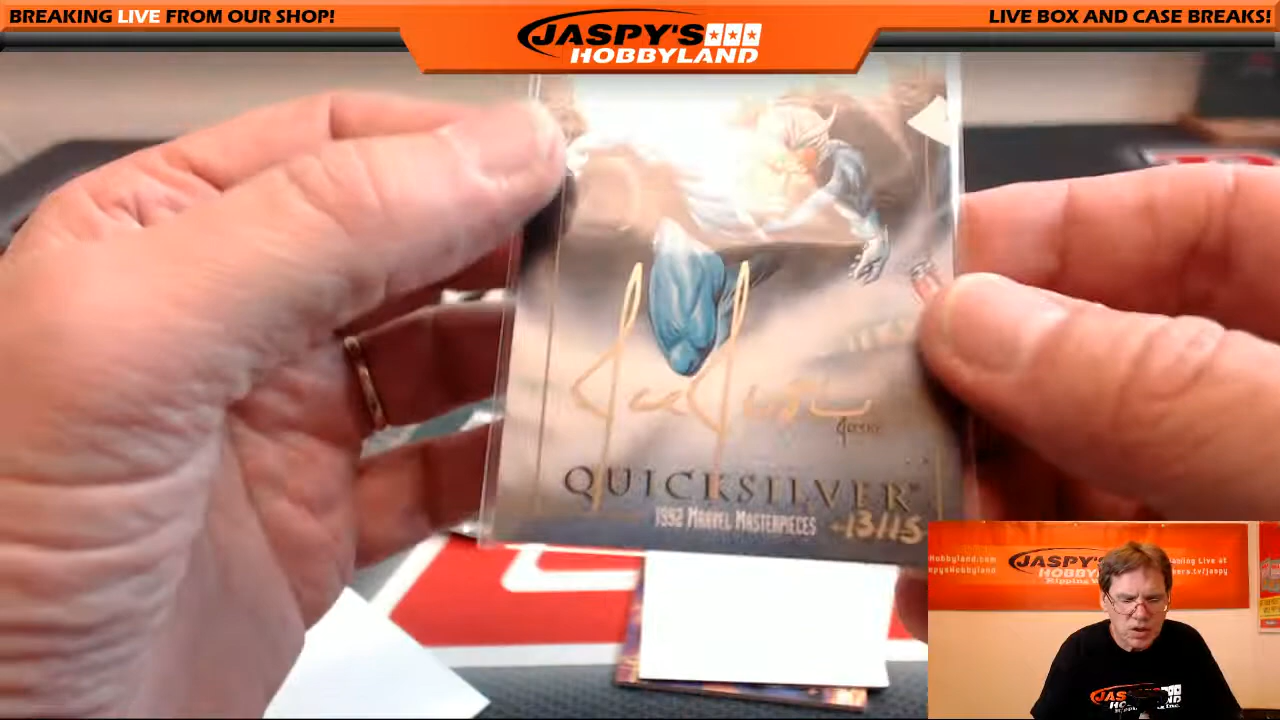 BREAKING LIVE FROM OUR SHOP!
JASPY'S
HOBBYLAND
LIVE BOX AND CASE BREAKS!
QUICKSILVER
1992 MARVEL MASTERPIECES
13/15
JASPY'S
HOBBYLAND